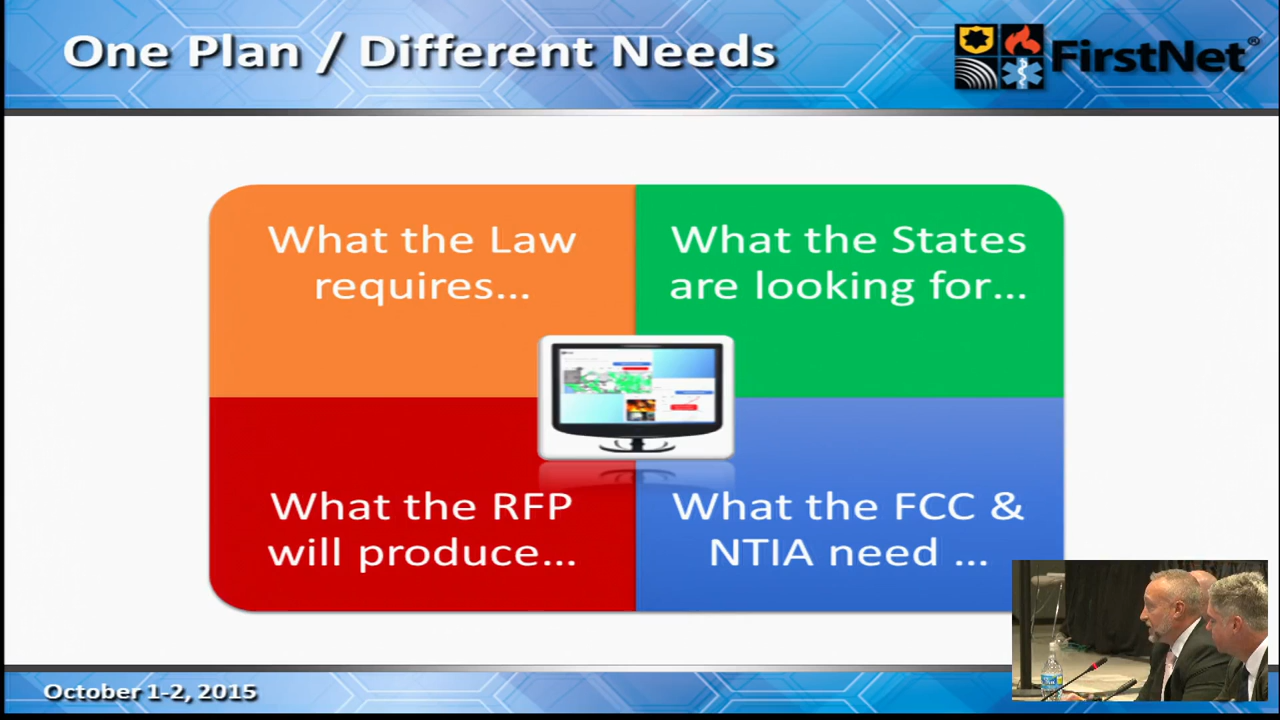 One Plan / Different Needs
FirstNet®
What the Law
requires...
What the States
are looking for...
What the RFP
will produce...
What the FCC &
NTIA need ...
October 1-2, 2015